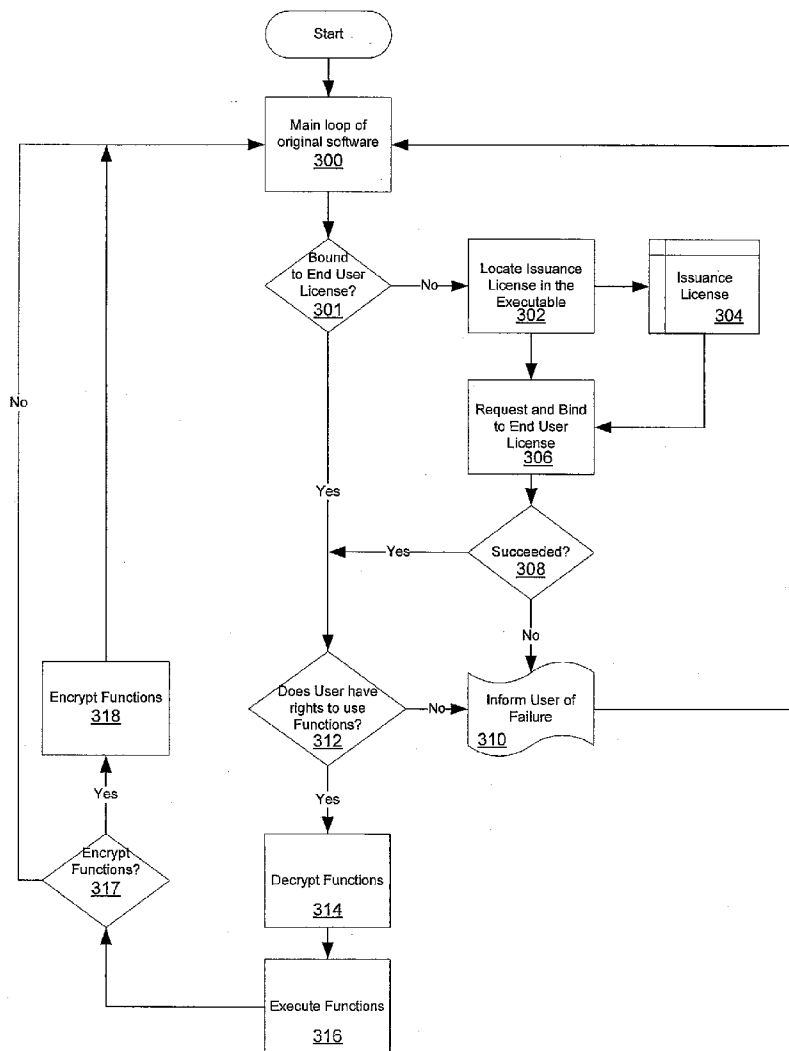 Start
Main loop of
original software
300
Bound
to End User
License?
301
No
Locate Issuance
License in the
Executable
302
Issuance
License
304
Request and Bind
to End User
License
306
No
Yes
Succeeded?
308
Yes
No
Encrypt Functions
318
Does User have
rights to use
Functions?
312
No
Inform User of
Failure
310
Yes
Yes
Encrypt
Functions?
317
Decrypt Functions
314
Execute Functions
316